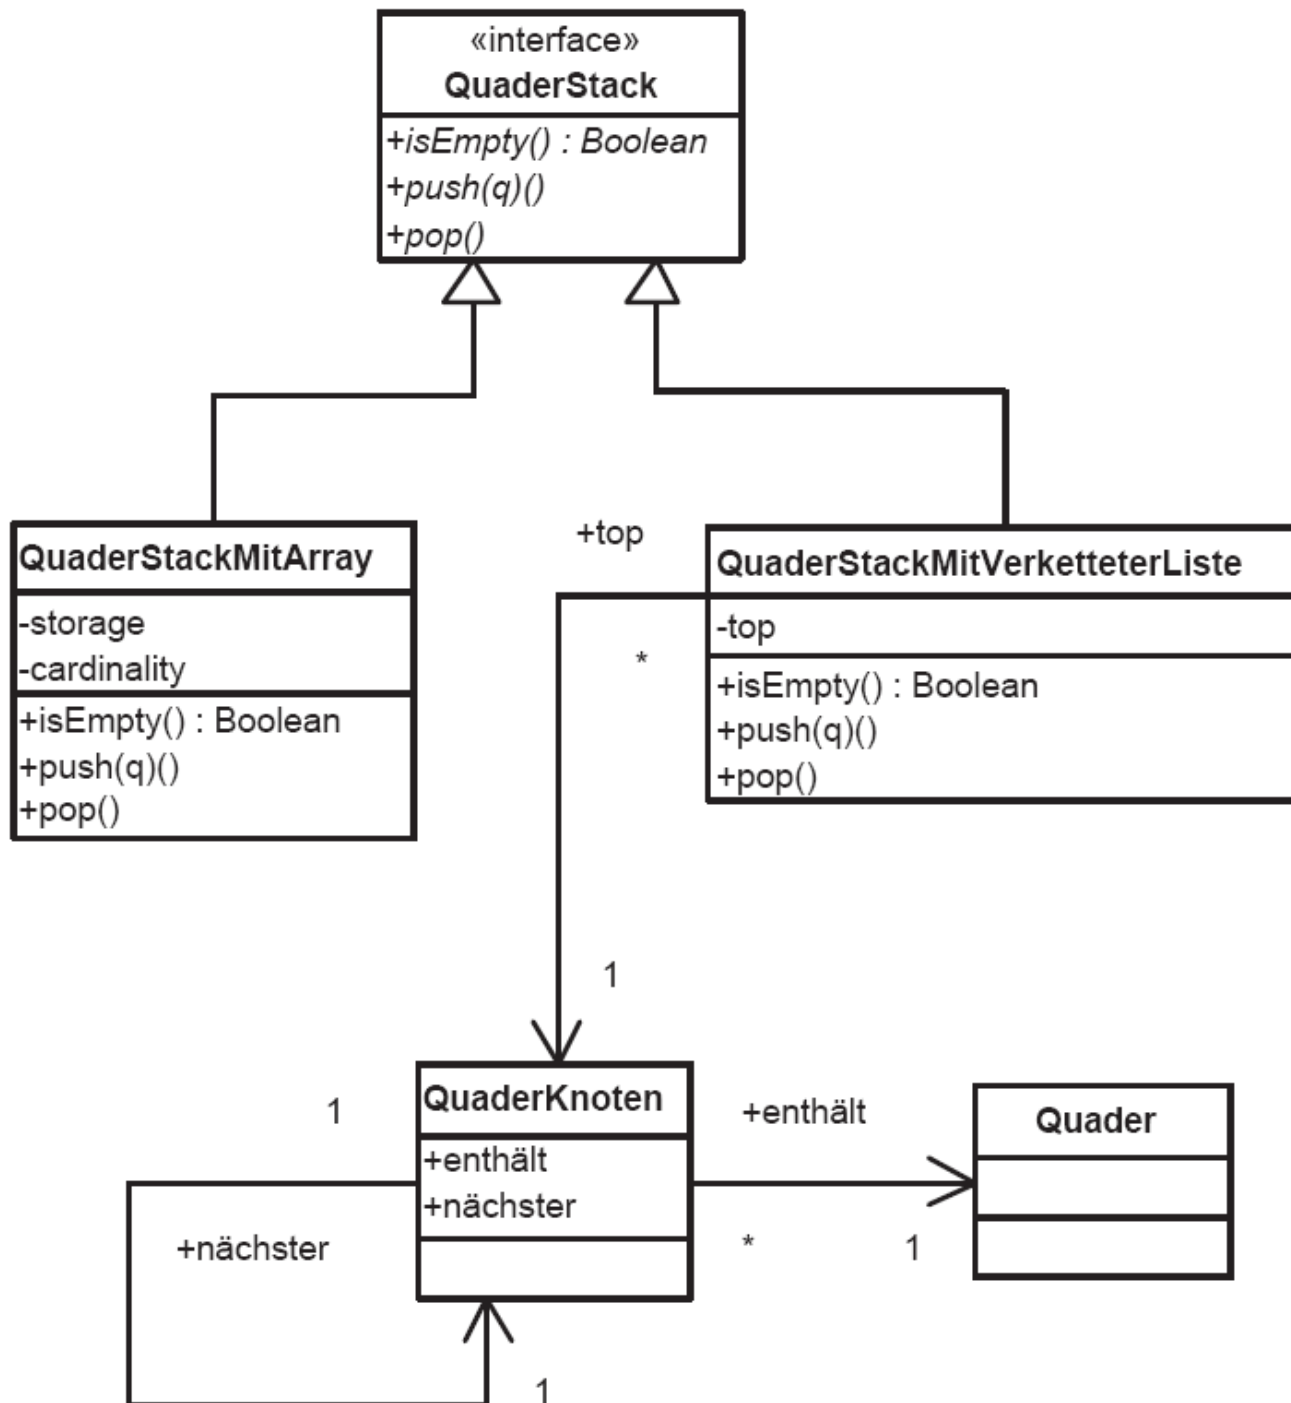 «interface»
QuaderStack
+isEmpty() : Boolean
+push(q)()
+pop()
QuaderStackMitArray
-storage
-cardinality
+isEmpty() : Boolean
+push(q)()
+pop()
+top
*
QuaderStackMitVerketteterListe
-top
+isEmpty() : Boolean
+push(q)()
+pop()
1
1
QuaderKnoten
+enthält
+nächster
+nächster
1
+enthält
*
1
Quader